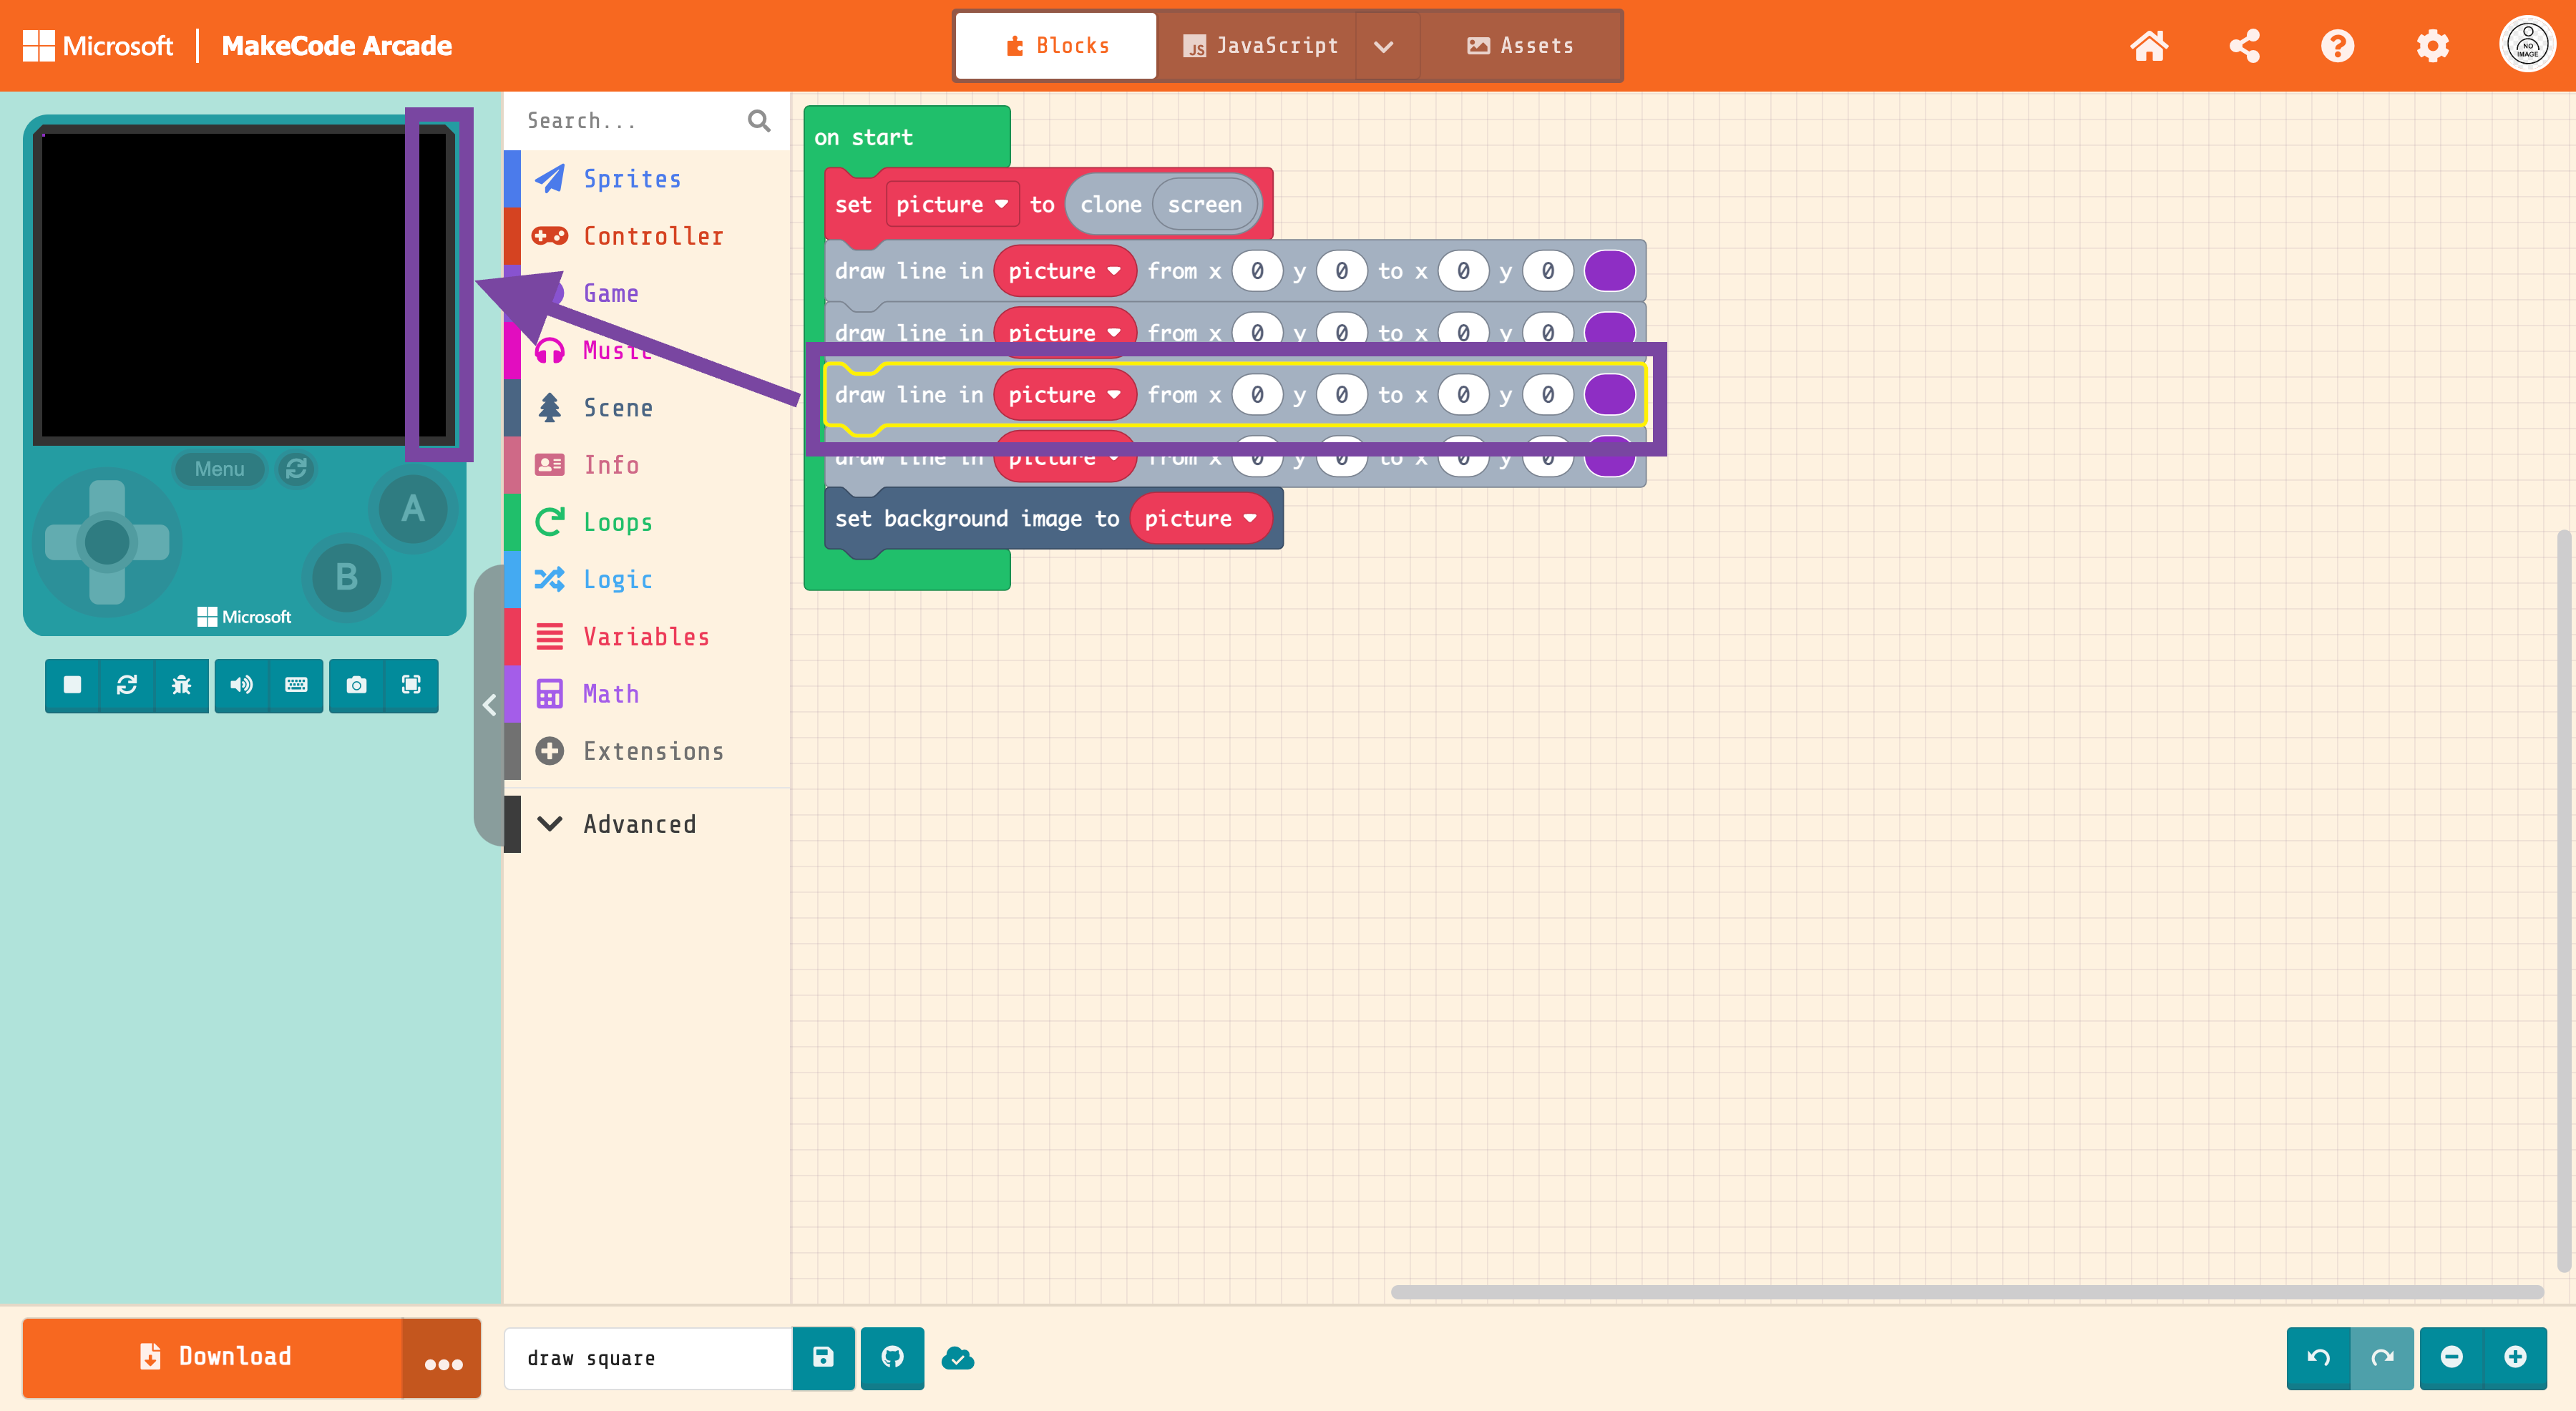 Microsoft | MakeCode Arcade
Blocks
JS JavaScript
Assets
NO IMAGE
Menu
A
B
Microsoft
Search...
Sprites
Controller
Game
Music
Scene
Info
Loops
Logic
Variables
Math
Extensions
Advanced
on start
set picture to clone screen
draw line in picture from x 0 y 0 to x 0 y 0
draw line in picture from x 0 y 0 to x 0 y 0
draw line in picture from x 0 y 0 to x 0 y 0
draw line in picture from x 0 y 0 to x 0 y 0
set background image to picture
Download
draw square